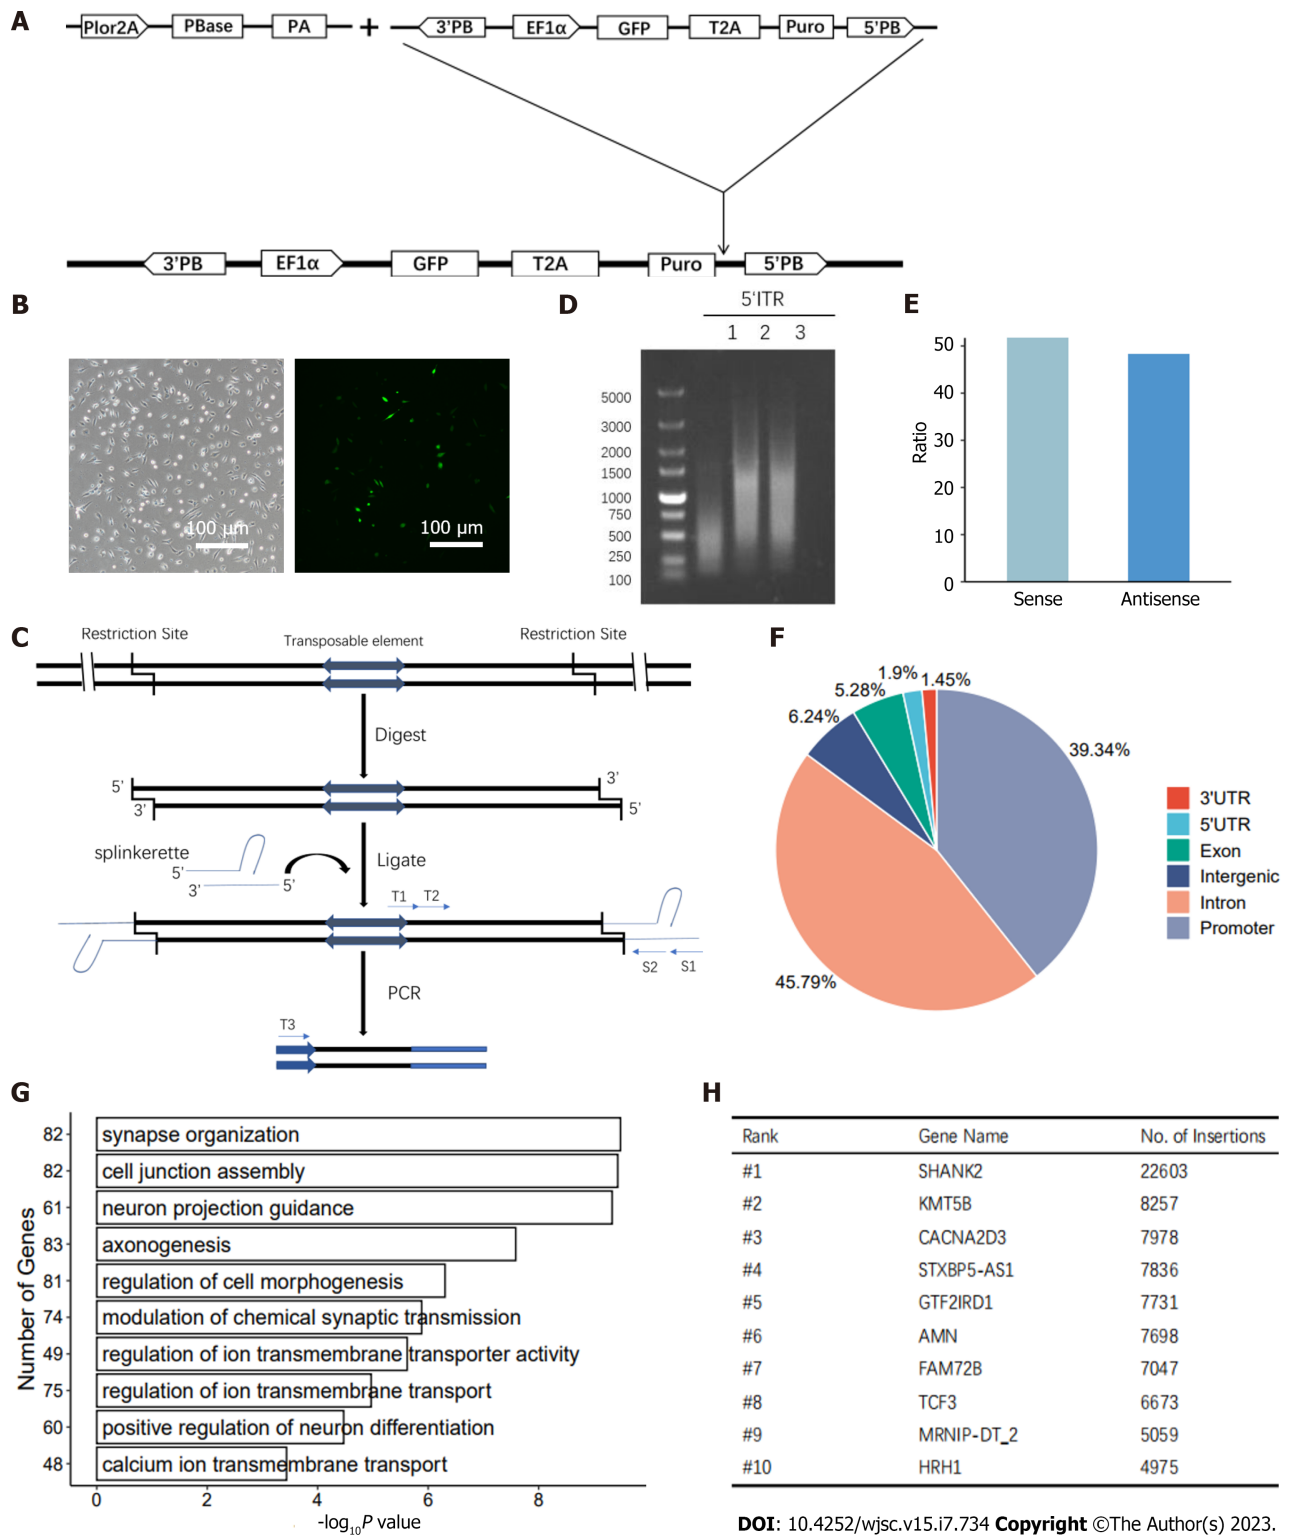 A
Plor2A PBase PA + 3'PB EF1α GFP T2A Puro 5'PB
3'PB EF1α GFP T2A Puro 5'PB
B
100 μm
100 μm
D
5'ITR
1 2 3
5000
3000
2000
1500
1000
750
500
250
100
E
Ratio
50
40
30
20
10
0
Sense Antisense
C
Restriction Site Transposable element Restriction Site
Digest
5' 3'
3' 5'
splinkerette
5'
3' 5'
Ligate
T1 T2
S2 S1
PCR
T3
F
1.9% 1.45%
5.28%
6.24%
39.34%
45.79%
3'UTR
5'UTR
Exon
Intergenic
Intron
Promoter
G
Number of Genes
82 synapse organization
82 cell junction assembly
61 neuron projection guidance
83 axonogenesis
81 regulation of cell morphogenesis
74 modulation of chemical synaptic transmission
49 regulation of ion transmembrane transporter activity
75 regulation of ion transmembrane transport
60 positive regulation of neuron differentiation
48 calcium ion transmembrane transport
0 2 4 6 8
-log10P value
H
Rank Gene Name No. of Insertions
#1 SHANK2 22603
#2 KMT5B 8257
#3 CACNA2D3 7978
#4 STXBP5-AS1 7836
#5 GTF2IRD1 7731
#6 AMN 7698
#7 FAM72B 7047
#8 TCF3 6673
#9 MRNIP-DT_2 5059
#10 HRH1 4975
DOI: 10.4252/wjsc.v15.i7.734 Copyright ©The Author(s) 2023.